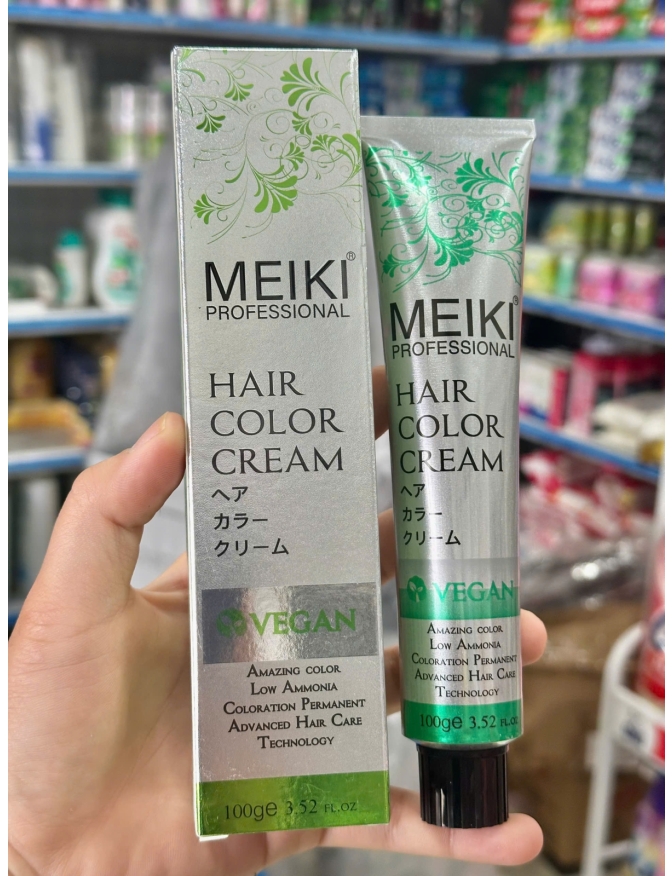 MEIKI®
PROFESSIONAL
HAIR
COLOR
CREAM
ヘア
カラー
クリーム
VEGAN
AMAZING COLOR
LOW AMMONIA
COLORATION PERMANENT
ADVANCED HAIR CARE
TECHNOLOGY
100g℮ 3.52 FL.OZ
MEIKI®
PROFESSIONAL
HAIR
COLOR
CREAM
ヘア
カラー
クリーム
VEGAN
AMAZING COLOR
LOW AMMONIA
COLORATION PERMANENT
ADVANCED HAIR CARE
TECHNOLOGY
100g℮ 3.52 FL.OZ